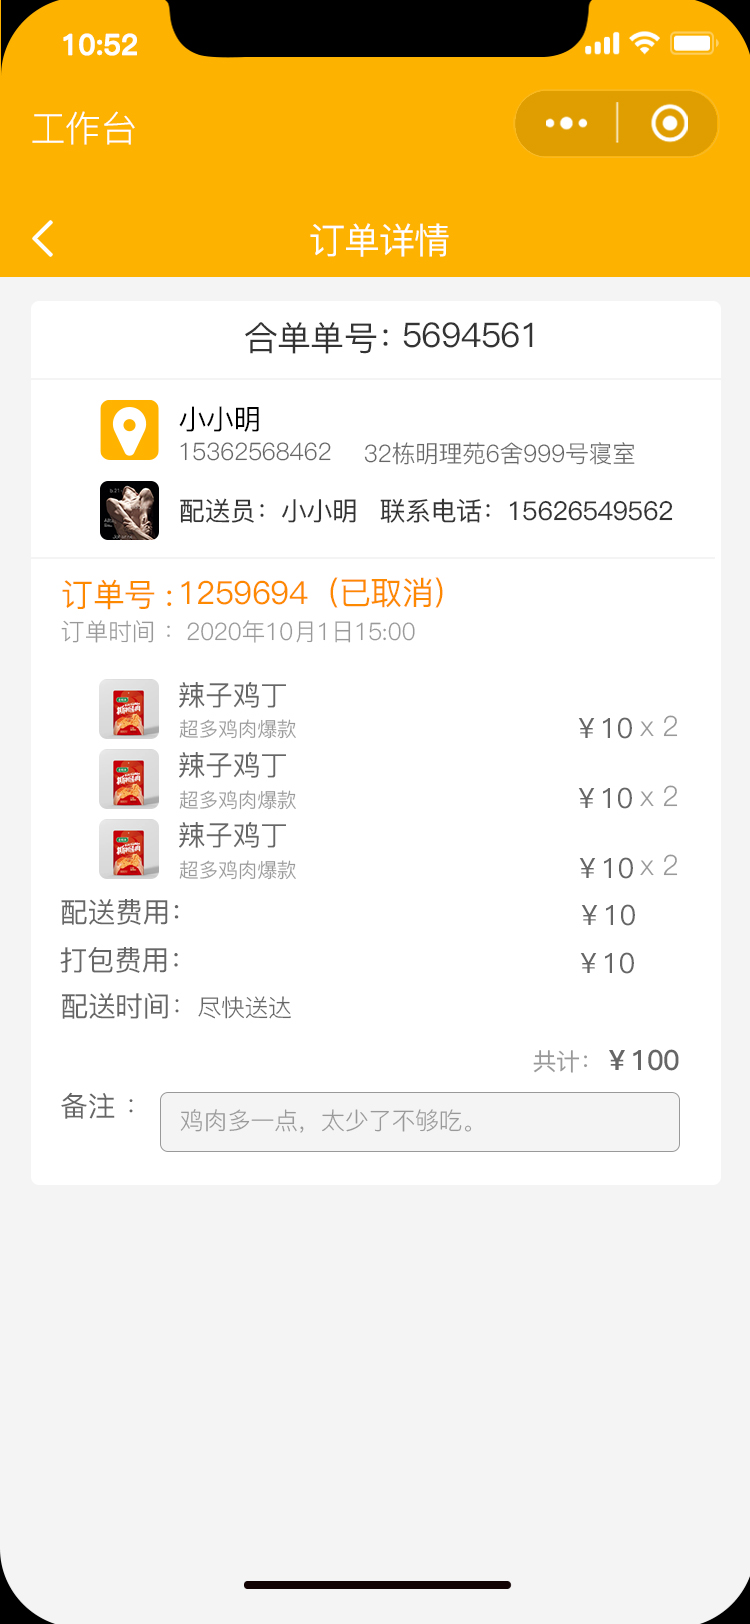 10:52
工作台
订单详情
合单单号: 5694561
小小明
15362568462 32栋明理苑6舍999号寝室
配送员: 小小明 联系电话: 15626549562
订单号 :1259694（已取消）
订单时间 : 2020年10月1日15:00
辣子鸡丁
超多鸡肉爆款
¥10 x 2
辣子鸡丁
超多鸡肉爆款
¥10 x 2
辣子鸡丁
超多鸡肉爆款
¥10 x 2
配送费用: ¥10
打包费用: ¥10
配送时间: 尽快送达
共计: ¥100
备注 : 鸡肉多一点，太少了不够吃。